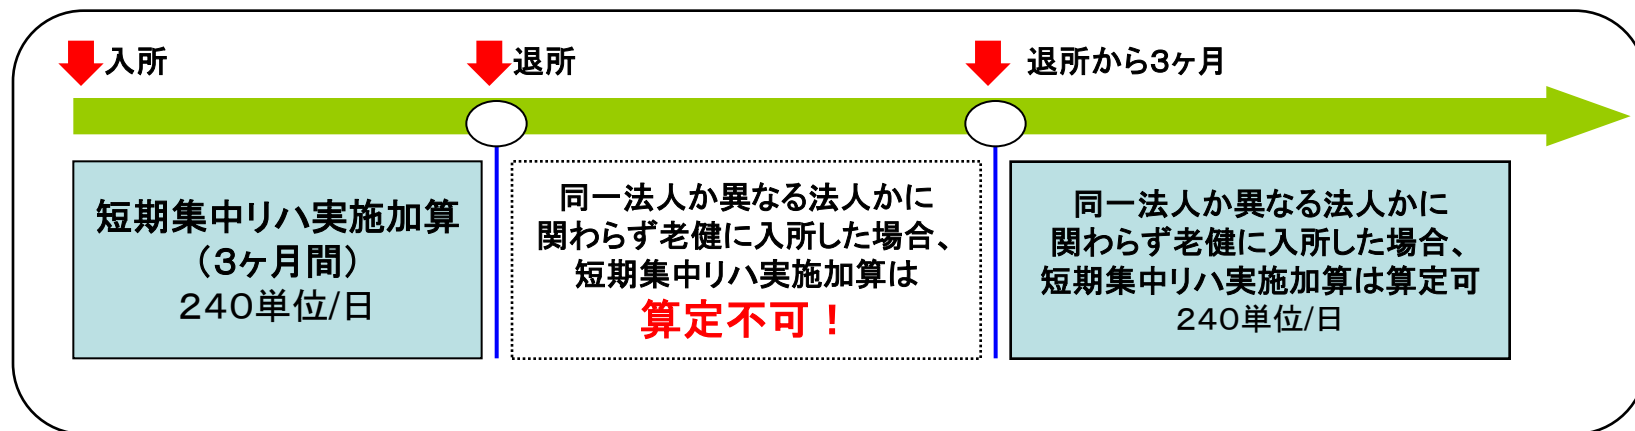 入所
退所
退所から3ヶ月
短期集中リハ実施加算
（3ヶ月間）
240単位/日
同一法人か異なる法人かに
関わらず老健に入所した場合、
短期集中リハ実施加算は
算定不可！
同一法人か異なる法人かに
関わらず老健に入所した場合、
短期集中リハ実施加算は算定可
240単位/日